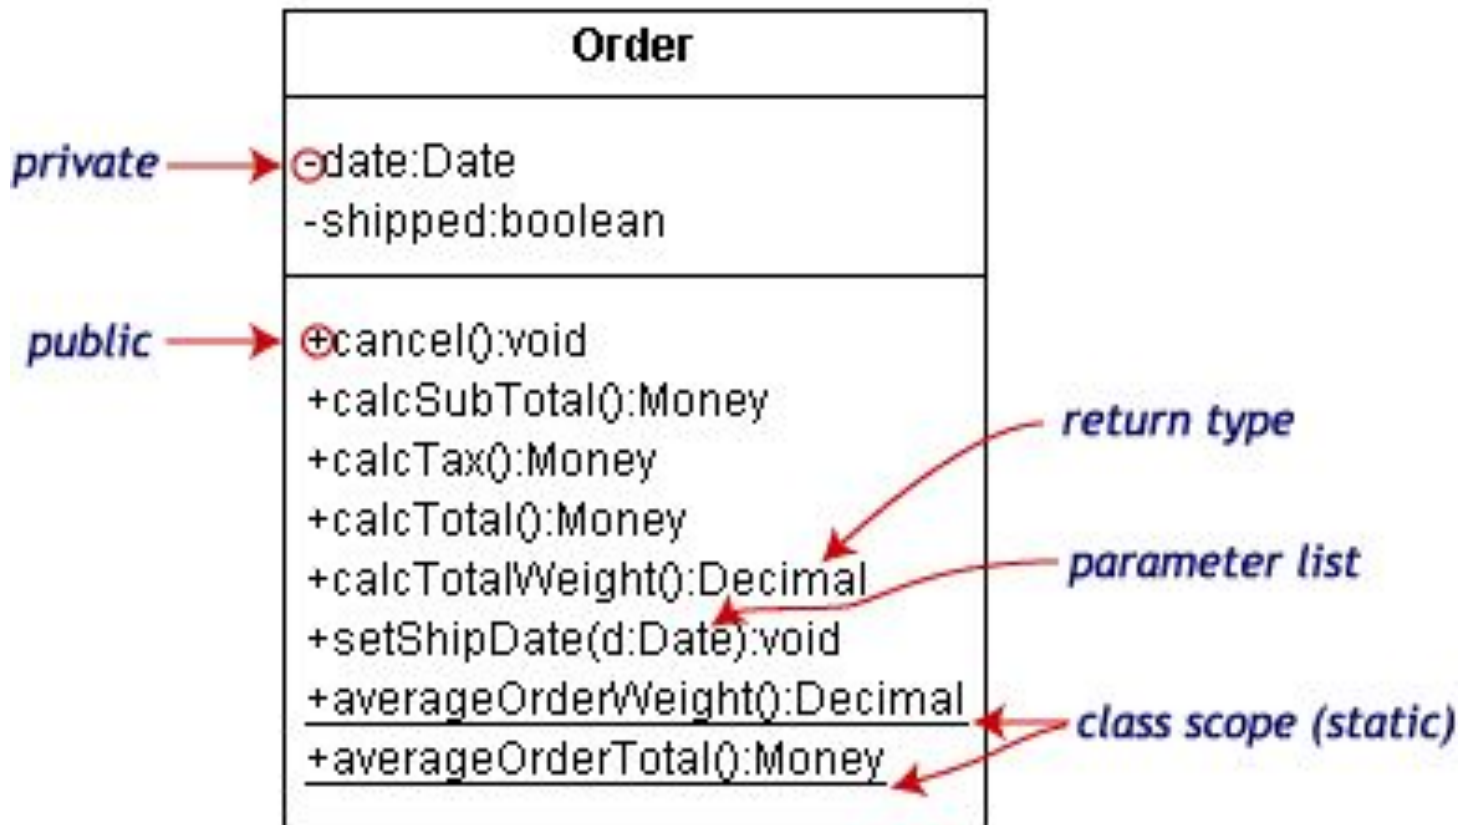 Order
private
-date:Date
-shipped:boolean
public
+cancel():void
+calcSubTotal():Money
return type
+calcTax():Money
+calcTotal():Money
parameter list
+calcTotalWeight():Decimal
+setShipDate(d:Date):void
+averageOrderWeight():Decimal
class scope (static)
+averageOrderTotal():Money